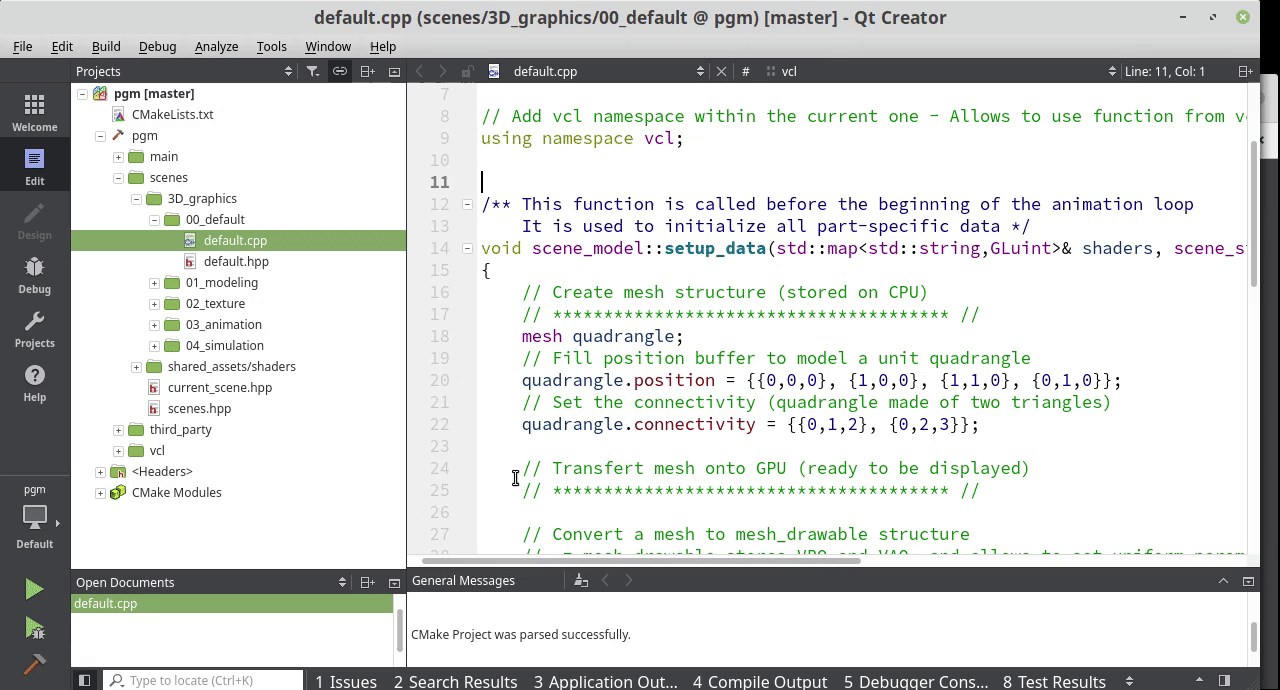 default.cpp (scenes/3D_graphics/00_default @ pgm) [master] - Qt Creator
File Edit Build Debug Analyze Tools Window Help
Projects
default.cpp
# vcl
Line: 11, Col: 1
Welcome
Edit
Design
Debug
Projects
Help
pgm
Default
pgm [master]
CMakeLists.txt
pgm
main
scenes
3D_graphics
00_default
default.cpp
default.hpp
01_modeling
02_texture
03_animation
04_simulation
shared_assets/shaders
current_scene.hpp
scenes.hpp
third_party
vcl
<Headers>
CMake Modules
7
8 // Add vcl namespace within the current one - Allows to use function from
9 using namespace vcl;
10
11
12 /** This function is called before the beginning of the animation loop
13 It is used to initialize all part-specific data */
14 void scene_model::setup_data(std::map<std::string,GLuint>& shaders, scene_s
15 {
16 // Create mesh structure (stored on CPU)
17 // *************************************** //
18 mesh quadrangle;
19 // Fill position buffer to model a unit quadrangle
20 quadrangle.position = {{0,0,0}, {1,0,0}, {1,1,0}, {0,1,0}};
21 // Set the connectivity (quadrangle made of two triangles)
22 quadrangle.connectivity = {{0,1,2}, {0,2,3}};
23
24 // Transfert mesh onto GPU (ready to be displayed)
25 // *************************************** //
26
27 // Convert a mesh to mesh_drawable structure
Open Documents
default.cpp
General Messages
CMake Project was parsed successfully.
Type to locate (Ctrl+K)
1 Issues 2 Search Results 3 Application Out... 4 Compile Output 5 Debugger Cons... 8 Test Results